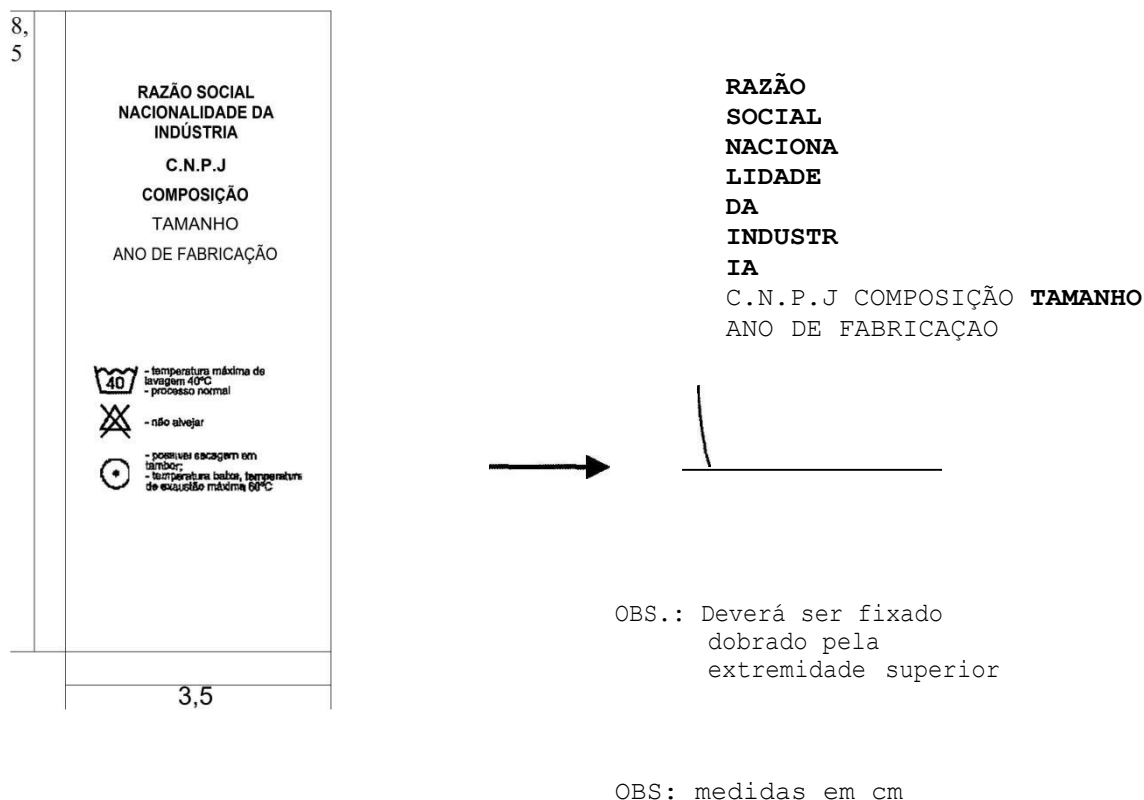 8,
5
RAZÃO SOCIAL
NACIONALIDADE DA
INDÚSTRIA
C.N.P.J
COMPOSIÇÃO
TAMANHO
ANO DE FABRICAÇÃO
40
- temperatura máxima de
lavagem 40°C
- processo normal
- não alvejar
- possível secagem em
tambor;
- temperatura baixa, temperatura
de exaustão máxima 60°C
3,5
RAZÃO
SOCIAL
NACIONA
LIDADE
DA
INDUSTR
IA
C.N.P.J COMPOSIÇÃO TAMANHO
ANO DE FABRICAÇAO
OBS.: Deverá ser fixado
dobrado pela
extremidade superior
OBS: medidas em cm